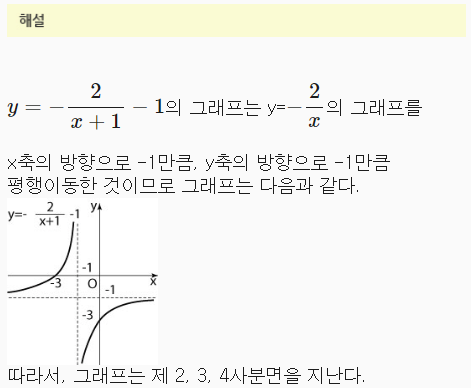 해설
y = -\frac{2}{x+1} - 1의 그래프는 y=-\frac{2}{x}의 그래프를
x축의 방향으로 -1만큼, y축의 방향으로 -1만큼
평행이동한 것이므로 그래프는 다음과 같다.
y=-\frac{2}{x+1}-1
y
-1
x
-3
O
-1
-3
따라서, 그래프는 제 2, 3, 4사분면을 지난다.